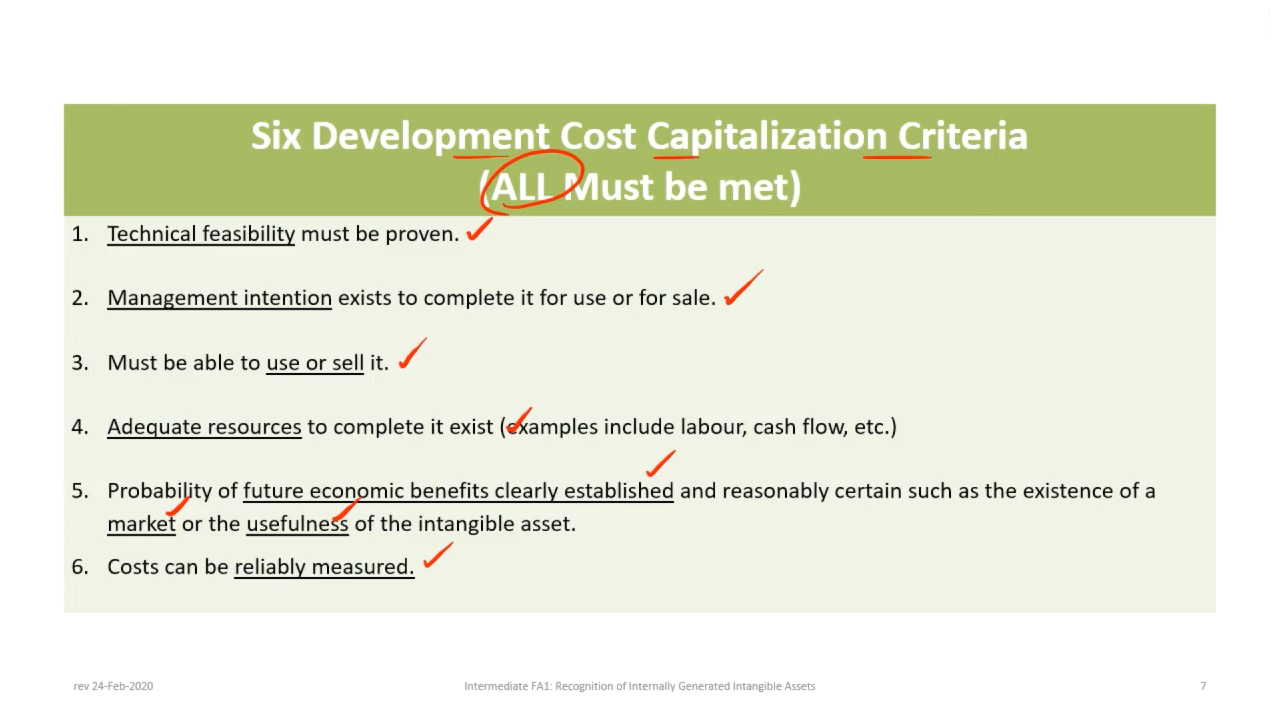 Six Development Cost Capitalization Criteria
(ALL Must be met)
1. Technical feasibility must be proven.
2. Management intention exists to complete it for use or for sale.
3. Must be able to use or sell it.
4. Adequate resources to complete it exist (examples include labour, cash flow, etc.)
5. Probability of future economic benefits clearly established and reasonably certain such as the existence of a
market or the usefulness of the intangible asset.
6. Costs can be reliably measured.
rev 24-Feb-2020 Intermediate FA1: Recognition of Internally Generated Intangible Assets 7